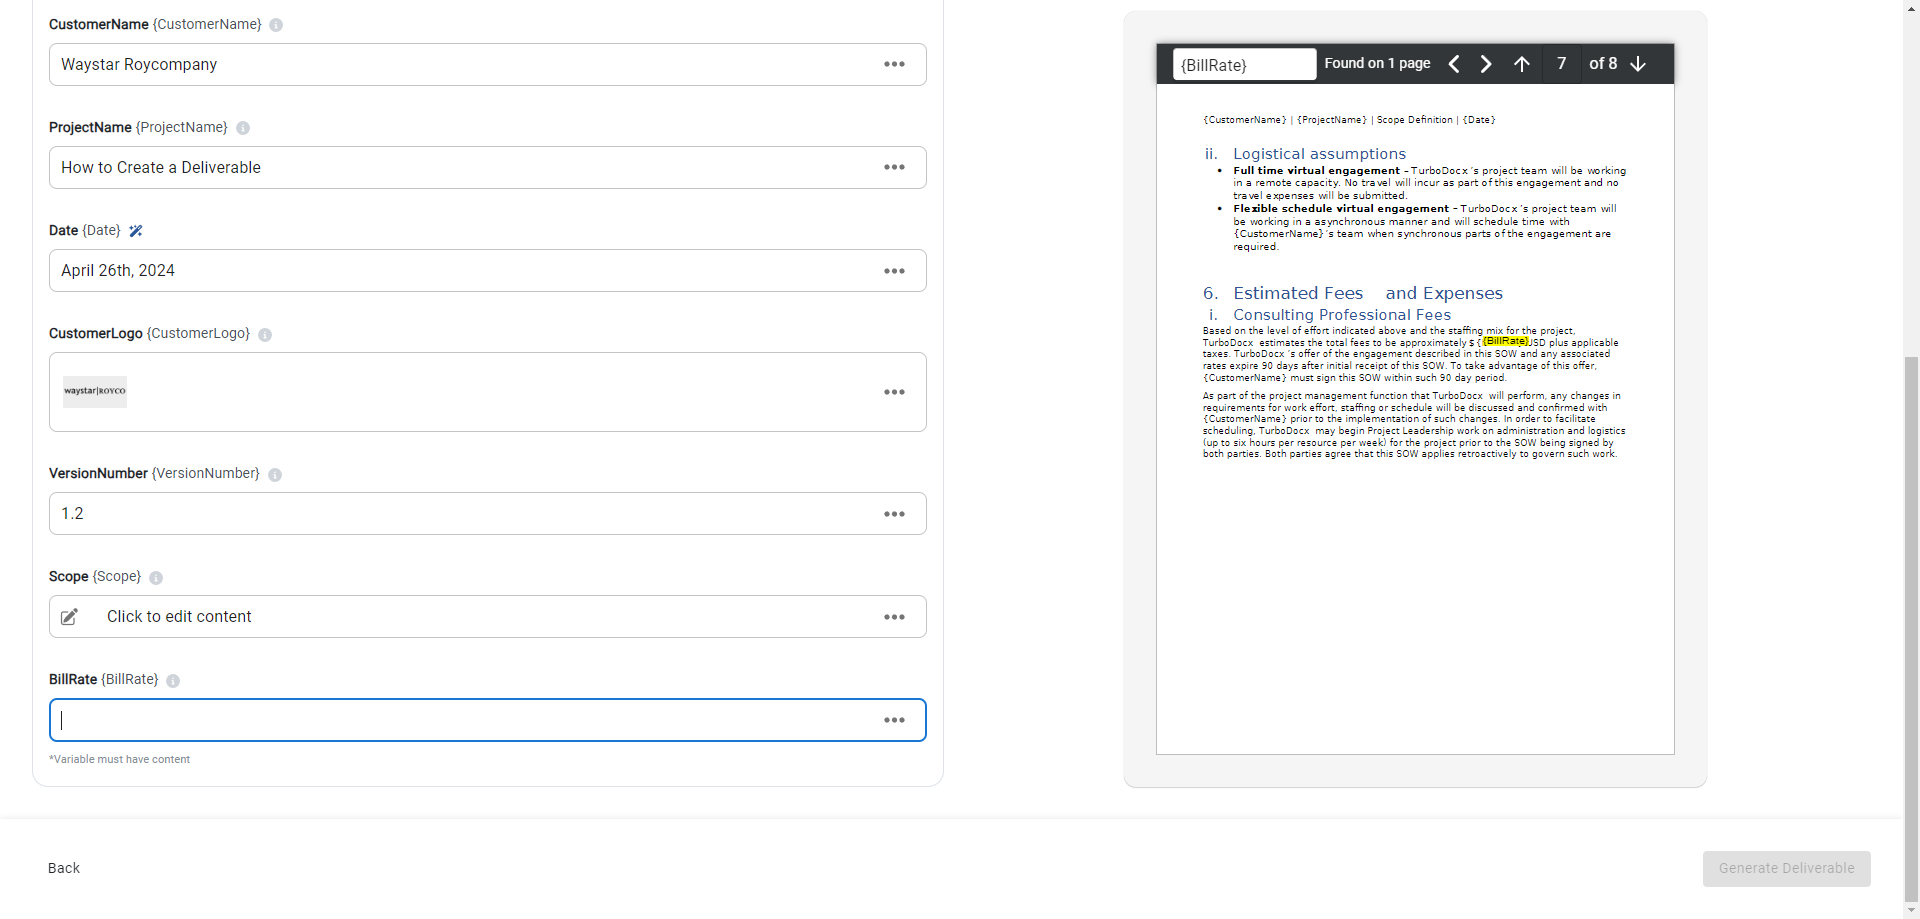 CustomerName {CustomerName}
Waystar Roycompany
ProjectName {ProjectName}
How to Create a Deliverable
Date {Date}
April 26th, 2024
CustomerLogo {CustomerLogo}
waystar|ROYCO
VersionNumber {VersionNumber}
1.2
Scope {Scope}
Click to edit content
BillRate {BillRate}
*Variable must have content
Back
{BillRate} Found on 1 page 7 of 8
{CustomerName} | {ProjectName} | Scope Definition | {Date}
ii. Logistical assumptions
• Full time virtual engagement – TurboDocx 's project team will be working
in a remote capacity. No travel will incur as part of this engagement and no
travel expenses will be submitted.
• Flexible schedule virtual engagement – TurboDocx 's project team will
be working in a asynchronous manner and will schedule time with
{CustomerName}'s team when synchronous parts of the engagement are
required.
6. Estimated Fees and Expenses
i. Consulting Professional Fees
Based on the level of effort indicated above and the staffing mix for the project,
TurboDocx estimates the total fees to be approximately $ {BillRate} USD plus applicable
taxes. TurboDocx 's offer of the engagement described in this SOW and any associated
rates expire 90 days after initial receipt of this SOW. To take advantage of this offer,
{CustomerName} must sign this SOW within such 90 day period.
As part of the project management function that TurboDocx will perform, any changes in
requirements for work effort, staffing or schedule will be discussed and confirmed with
{CustomerName} prior to the implementation of such changes. In order to facilitate
scheduling, TurboDocx may begin Project Leadership work on administration and logistics
(up to six hours per resource per week) for the project prior to the SOW being signed by
both parties. Both parties agree that this SOW applies retroactively to govern such work.
Generate Deliverable